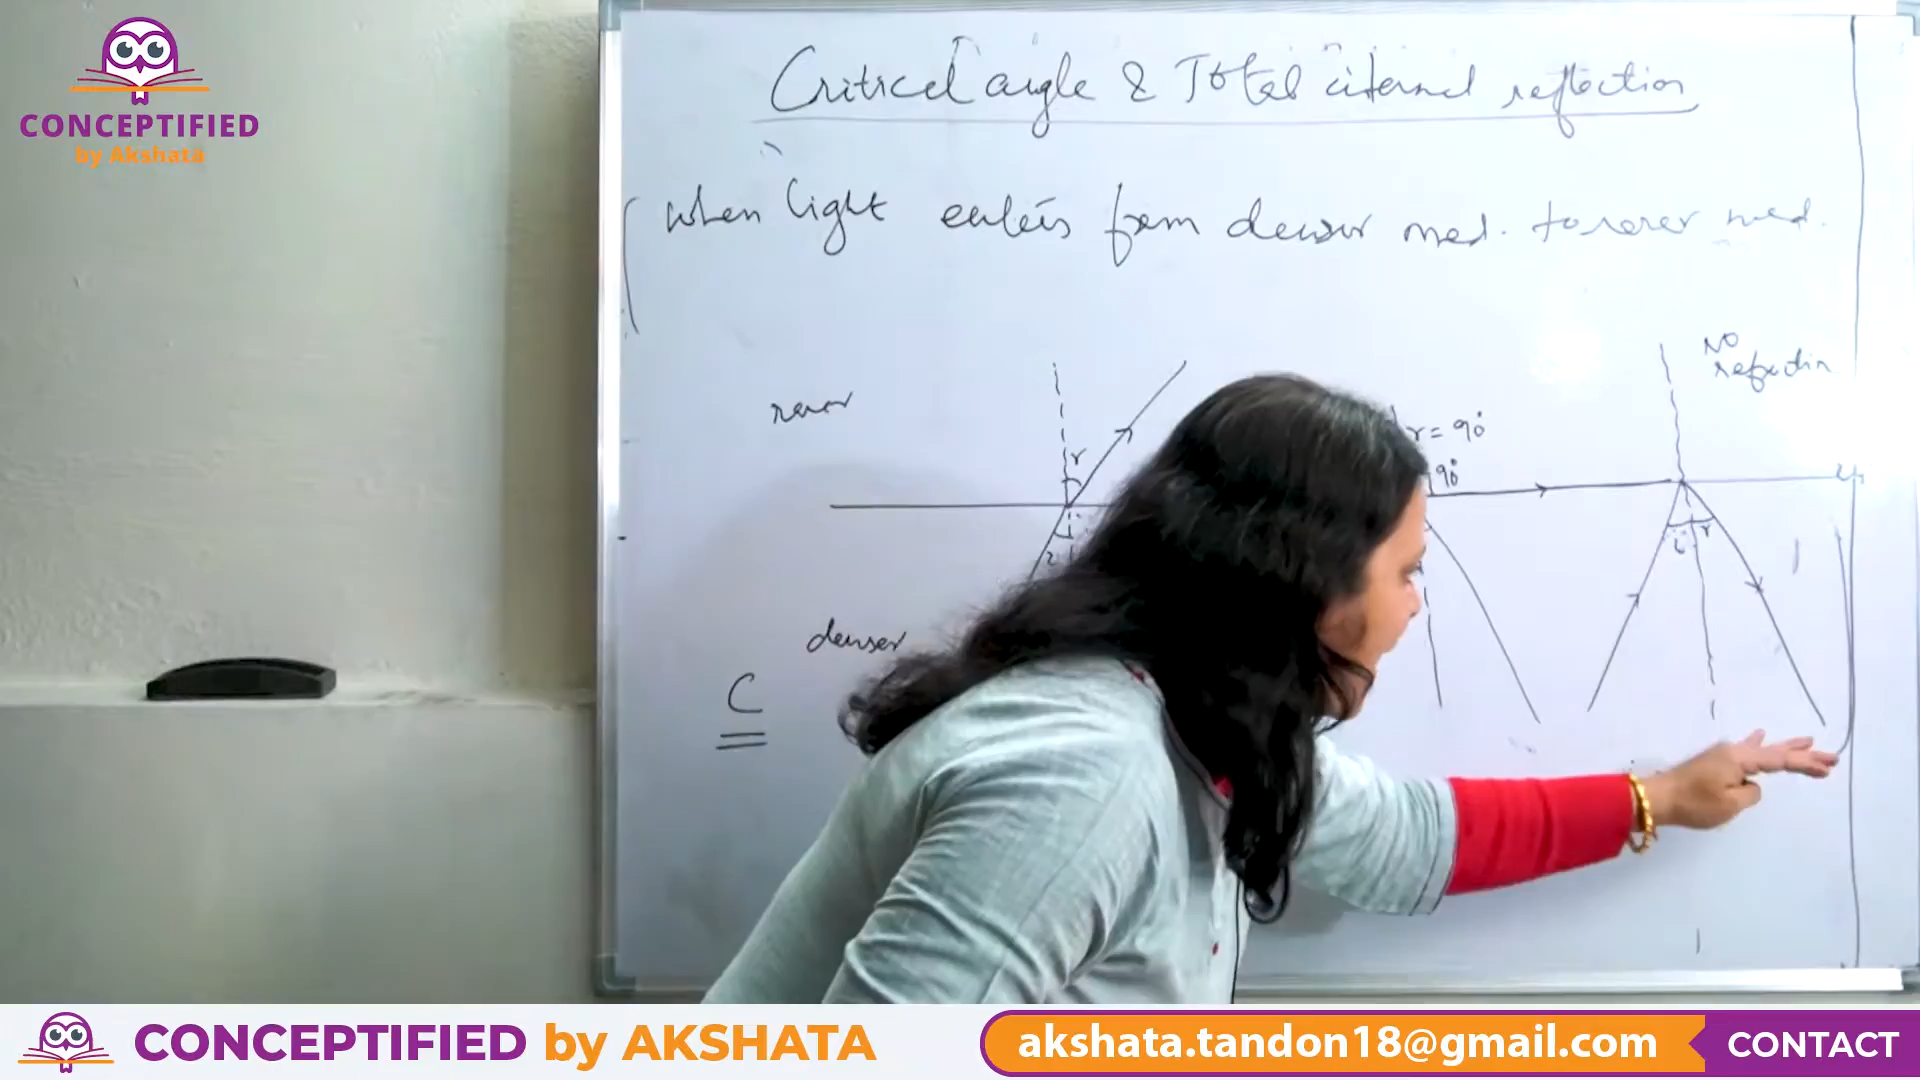 CONCEPTIFIED
by Akshata
Critical angle & Total internal reflection
when light enters from denser med. to rarer med.
No
refraction
rarer
r
r = 90°
90°
i r
denser
C
CONCEPTIFIED by AKSHATA
akshata.tandon18@gmail.com
CONTACT